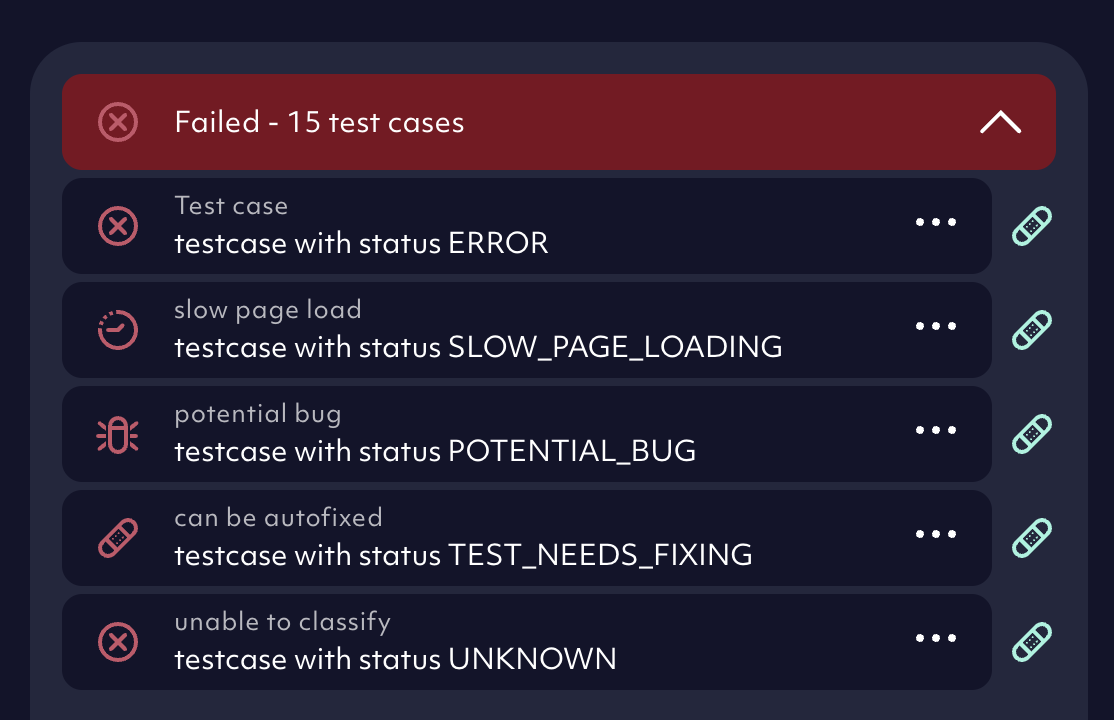 Failed - 15 test cases
Test case
testcase with status ERROR
slow page load
testcase with status SLOW_PAGE_LOADING
potential bug
testcase with status POTENTIAL_BUG
can be autofixed
testcase with status TEST_NEEDS_FIXING
unable to classify
testcase with status UNKNOWN